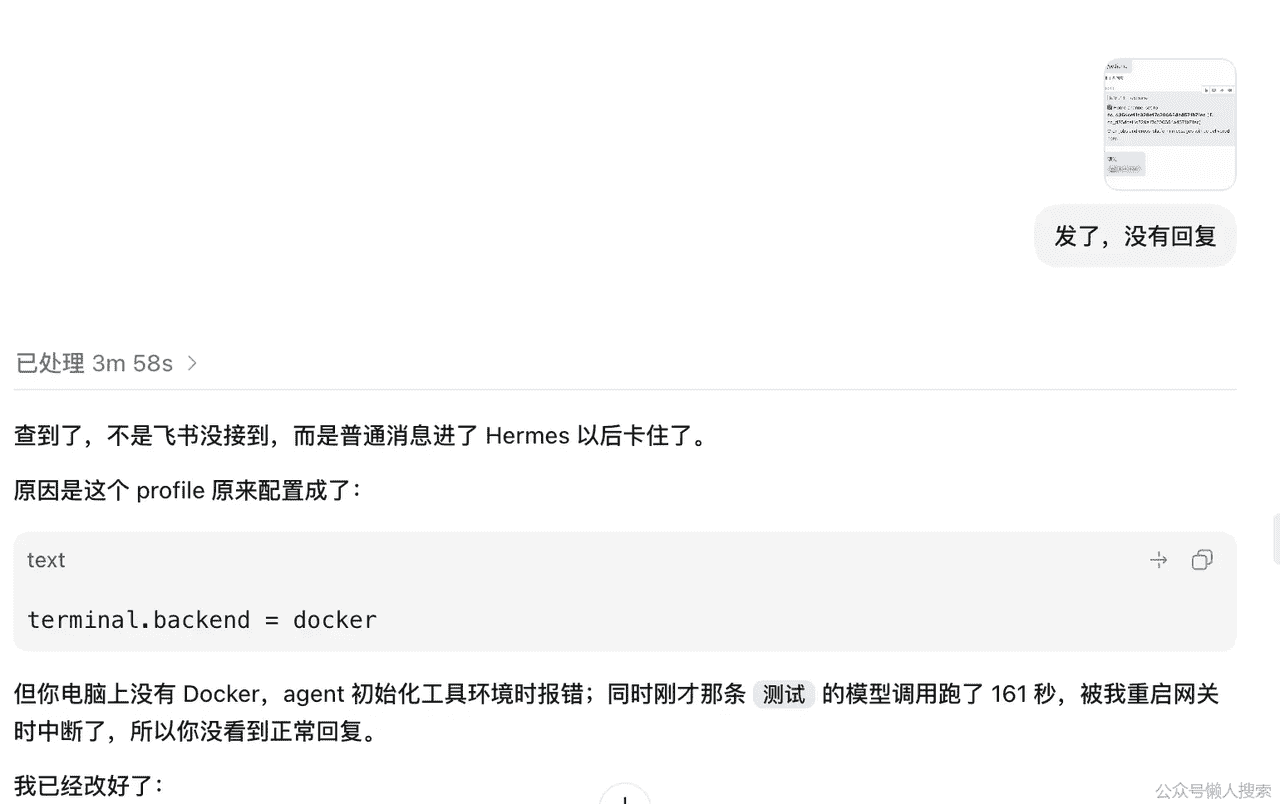 发了，没有回复
已处理 3m 58s
查到了，不是飞书没接到，而是普通消息进了 Hermes 以后卡住了。
原因是这个 profile 原来配置成了：
text
terminal.backend = docker
但你电脑上没有 Docker，agent 初始化工具环境时报错；同时刚才那条 测试 的模型调用跑了 161 秒，被我重启网关
时中断了，所以你没看到正常回复。
我已经改好了：
公众号懒人搜索